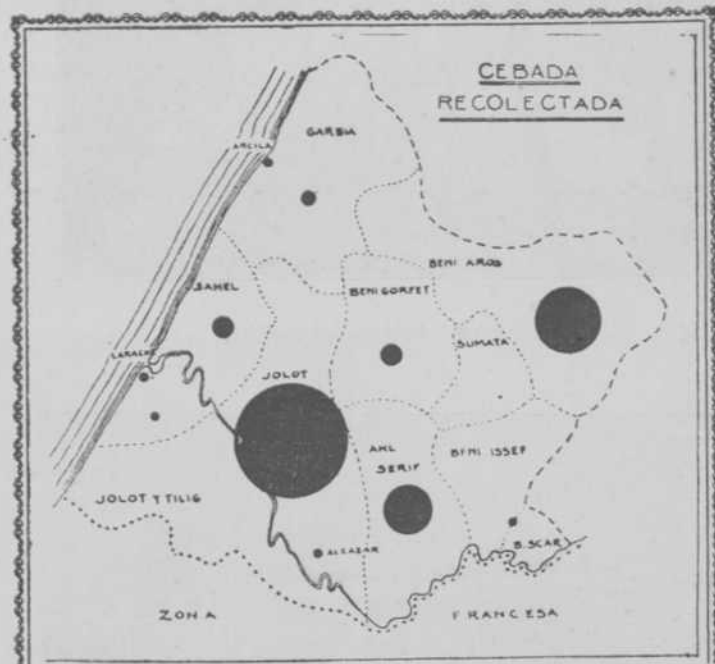 CEBADA
RECOLECTADA
GARBIA
ARCILA
BENI AROS
SAHEL
BENI GORFET
SUMATA
LARACHE
JOLOT
AHL
SERIF
BENI ISSEF
JOLOT Y TILIG
ALCAZAR
B. SCAR
ZONA FRANCESA